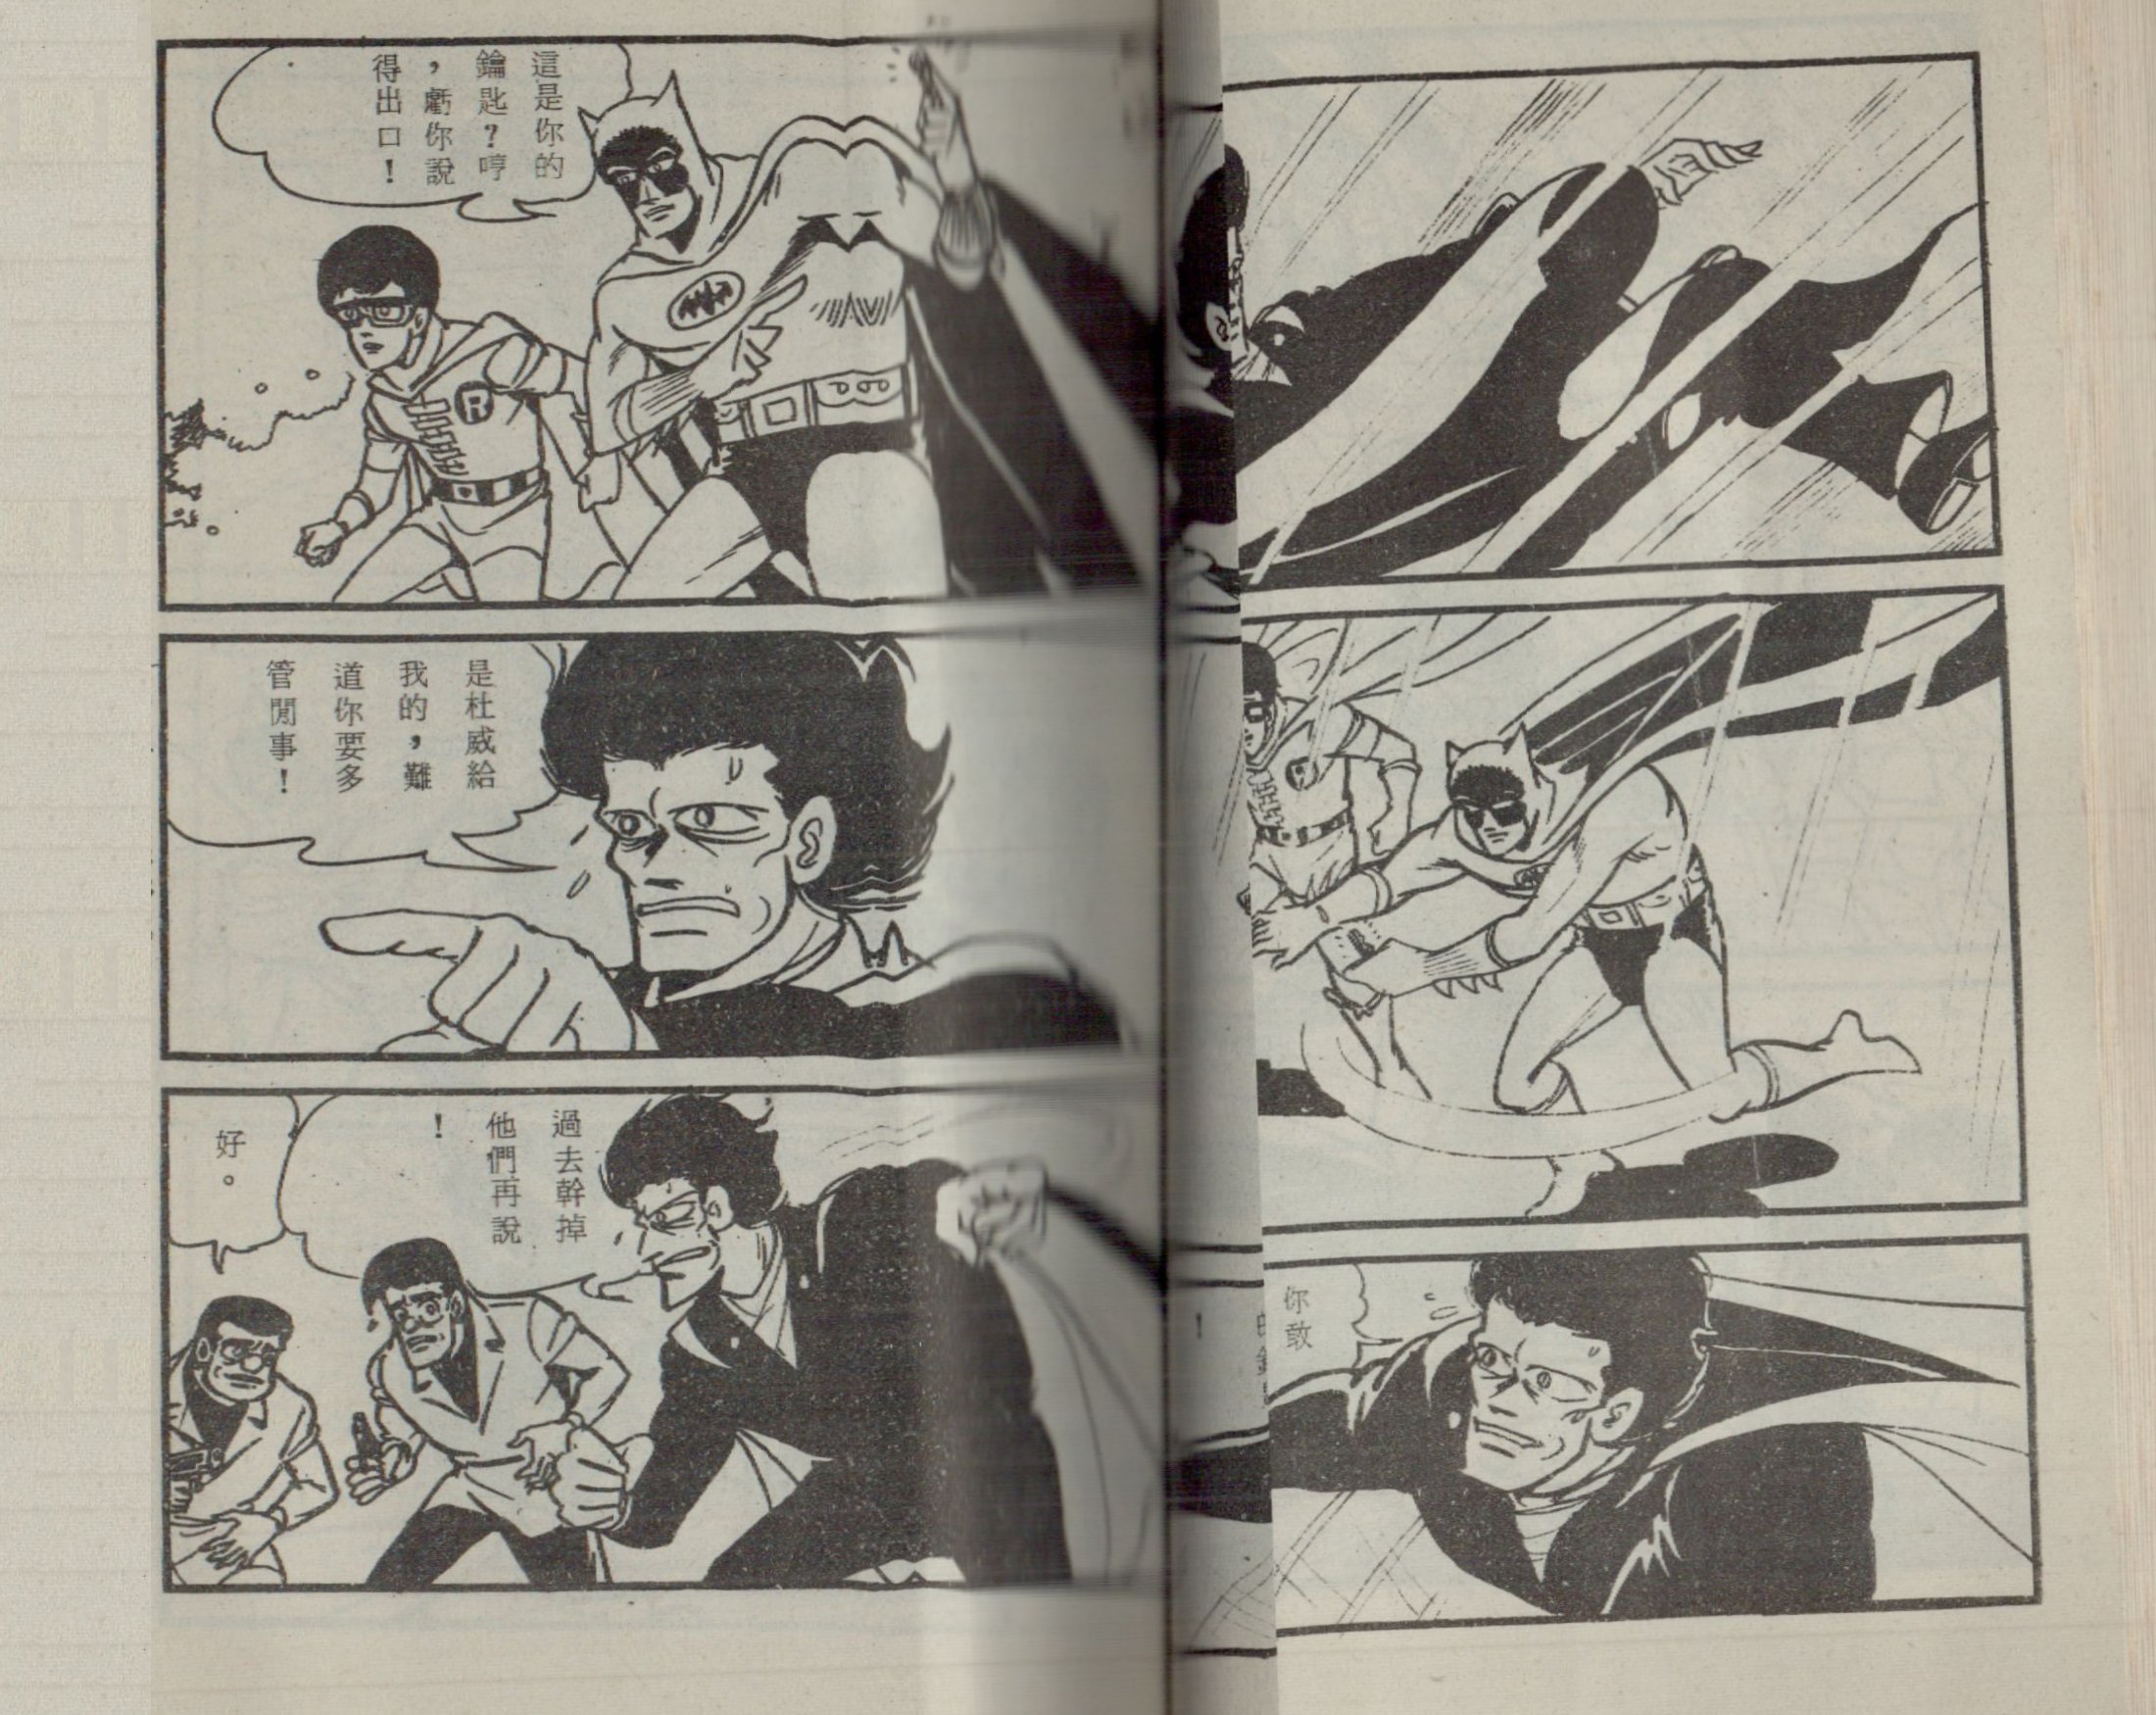 你敢
這是你的
鑰匙？哼
，虧你說
得出口！
R
是杜威給
我的，難
道你要多
管閒事！
過去幹掉
他們再說
！
好。